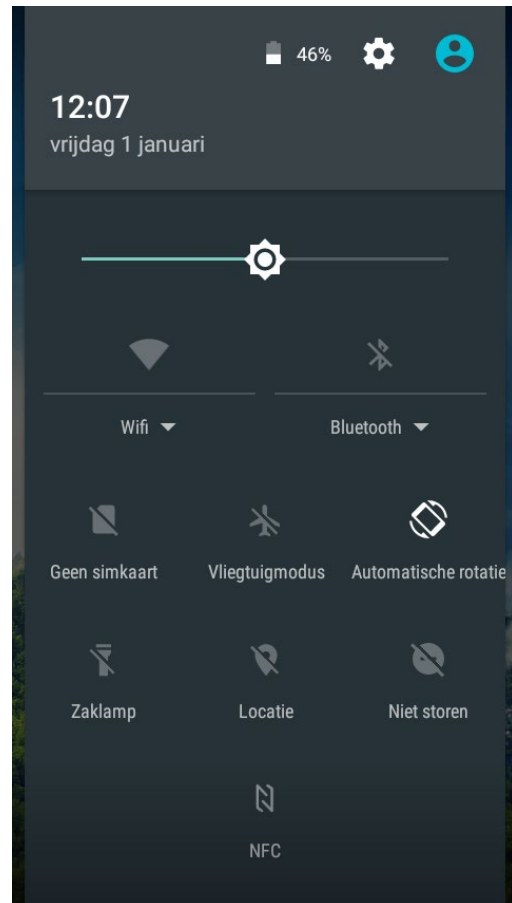 46%
12:07
vrijdag 1 januari
Wifi
Bluetooth
Geen simkaart
Vliegtuigmodus
Automatische rotatie
Zaklamp
Locatie
Niet storen
NFC